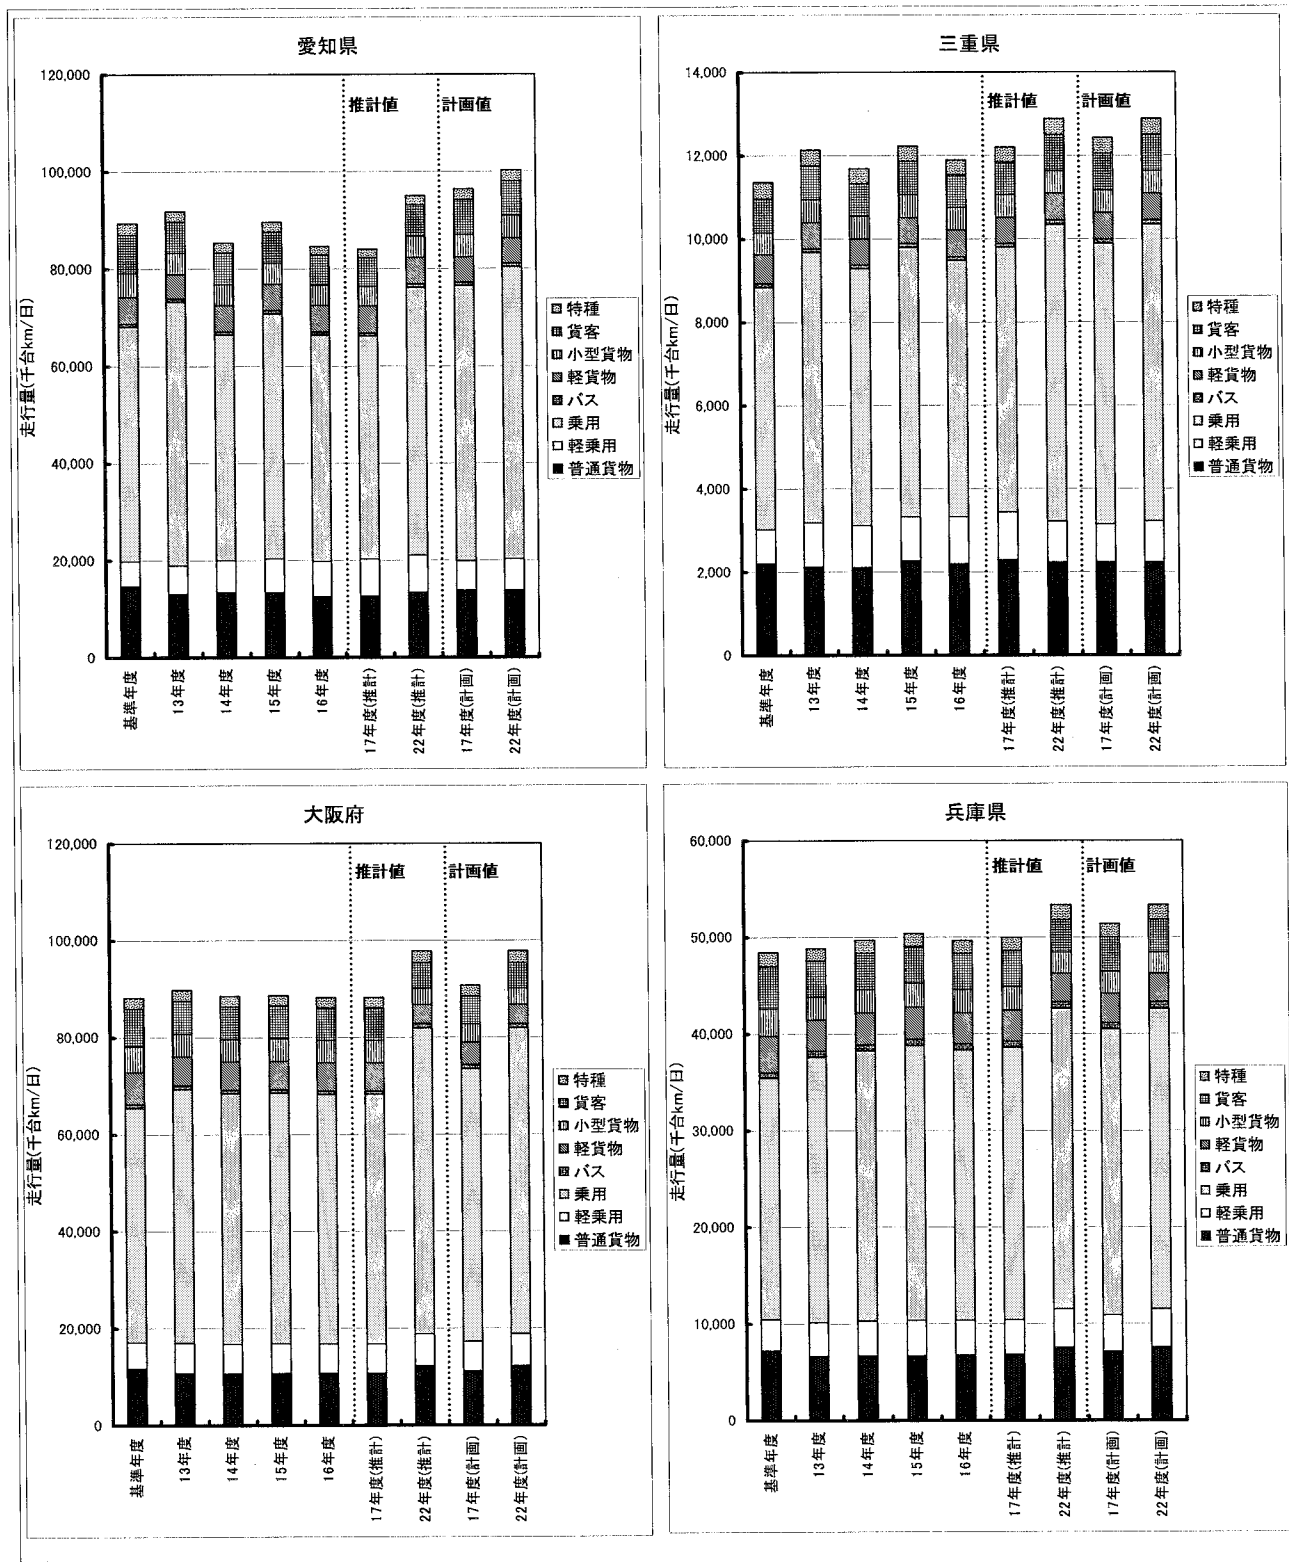 愛知県
120,000
100,000
80,000
60,000
40,000
20,000
0
走行量(千台km/日)
推計値
計画値
基準年度
13年度
14年度
15年度
16年度
17年度(推計)
22年度(推計)
17年度(計画)
22年度(計画)
特種
貨客
小型貨物
軽貨物
バス
乗用
軽乗用
普通貨物
三重県
14,000
12,000
10,000
8,000
6,000
4,000
2,000
0
走行量(千台km/日)
推計値
計画値
基準年度
13年度
14年度
15年度
16年度
17年度(推計)
22年度(推計)
17年度(計画)
22年度(計画)
特種
貨客
小型貨物
軽貨物
バス
乗用
軽乗用
普通貨物
大阪府
120,000
100,000
80,000
60,000
40,000
20,000
0
走行量(千台km/日)
推計値
計画値
基準年度
13年度
14年度
15年度
16年度
17年度(推計)
22年度(推計)
17年度(計画)
22年度(計画)
特種
貨客
小型貨物
軽貨物
バス
乗用
軽乗用
普通貨物
兵庫県
60,000
50,000
40,000
30,000
20,000
10,000
0
走行量(千台km/日)
推計値
計画値
基準年度
13年度
14年度
15年度
16年度
17年度(推計)
22年度(推計)
17年度(計画)
22年度(計画)
特種
貨客
小型貨物
軽貨物
バス
乗用
軽乗用
普通貨物